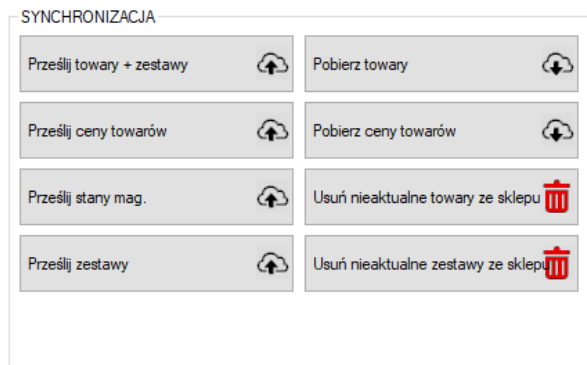 SYNCHRONIZACJA
Prześlij towary + zestawy
Pobierz towary
Prześlij ceny towarów
Pobierz ceny towarów
Prześlij stany mag.
Usuń nieaktualne towary ze sklepu
Prześlij zestawy
Usuń nieaktualne zestawy ze sklepu